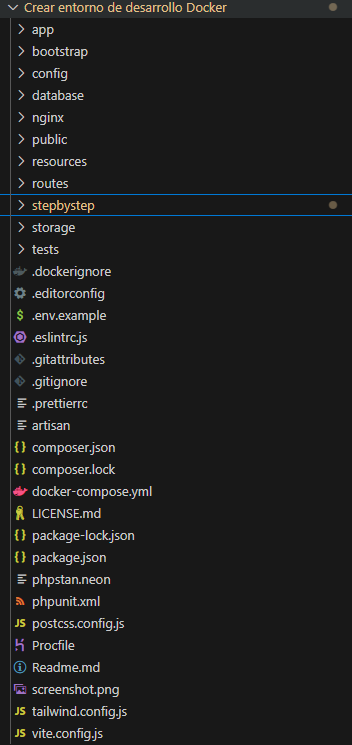 Crear entorno de desarrollo Docker
app
bootstrap
config
database
nginx
public
resources
routes
stepbystep
storage
tests
.dockerignore
.editorconfig
.env.example
.eslintrc.js
.gitattributes
.gitignore
.prettierrc
artisan
composer.json
composer.lock
docker-compose.yml
LICENSE.md
package-lock.json
package.json
phpstan.neon
phpunit.xml
JS postcss.config.js
Procfile
Readme.md
screenshot.png
JS tailwind.config.js
JS vite.config.js